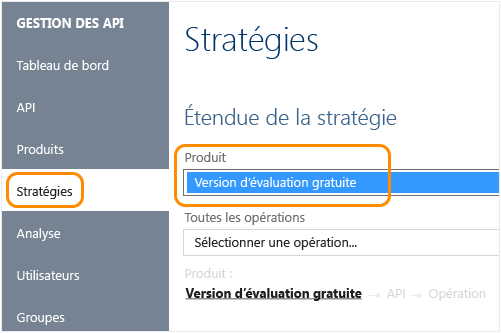 GESTION DES API
Tableau de bord
API
Produits
Stratégies
Analyse
Utilisateurs
Groupes
Stratégies
Étendue de la stratégie
Produit
Version d'évaluation gratuite
Toutes les opérations
Sélectionner une opération...
Produit :
Version d'évaluation gratuite → API → Opération